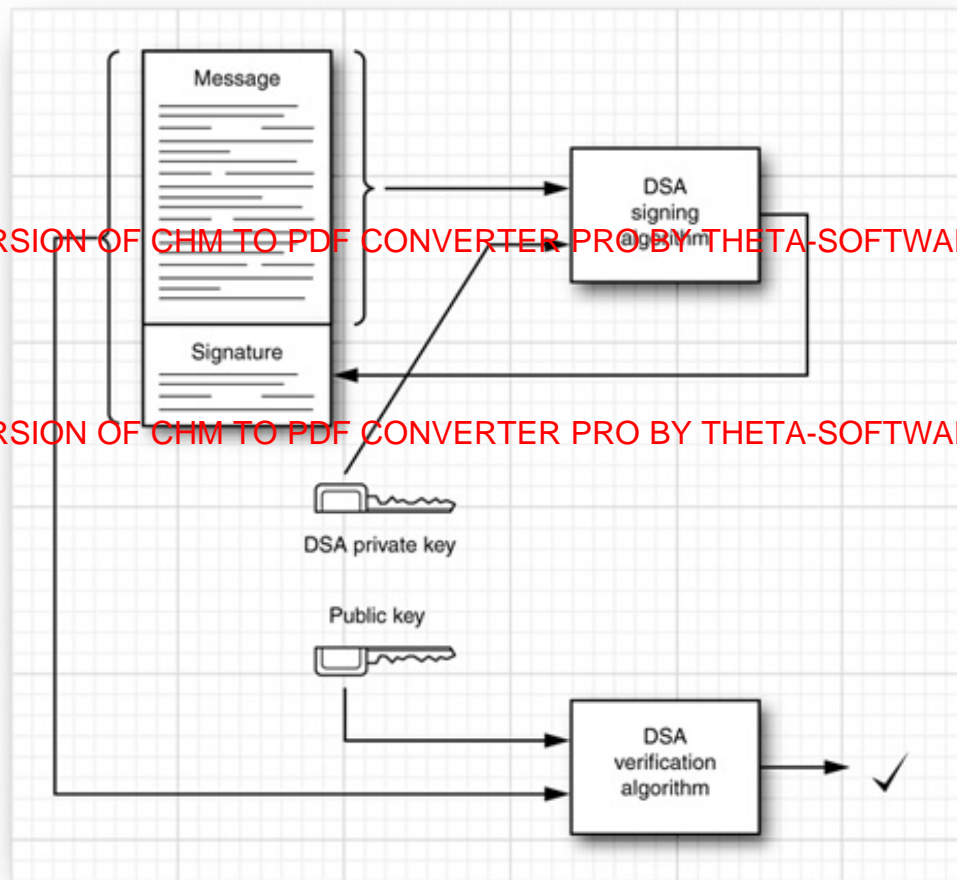 Message
DSA
signing
algorithm
RSION OF CHM TO PDF CONVERTER PRO BY THETA-SOFTWA
Signature
RSION OF CHM TO PDF CONVERTER PRO BY THETA-SOFTWA
DSA private key
Public key
DSA
verification
algorithm